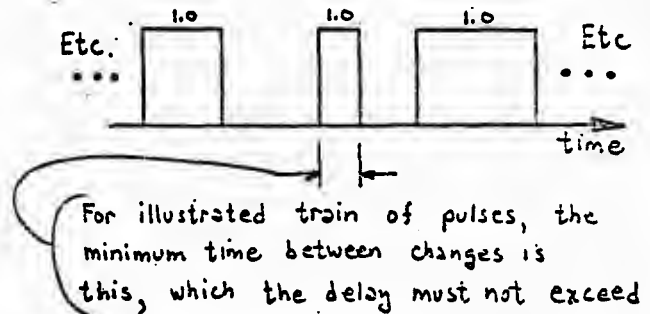 1.0 1.0 1.0
Etc. Etc
... ...
time
For illustrated train of pulses, the
minimum time between changes is
this, which the delay must not exceed